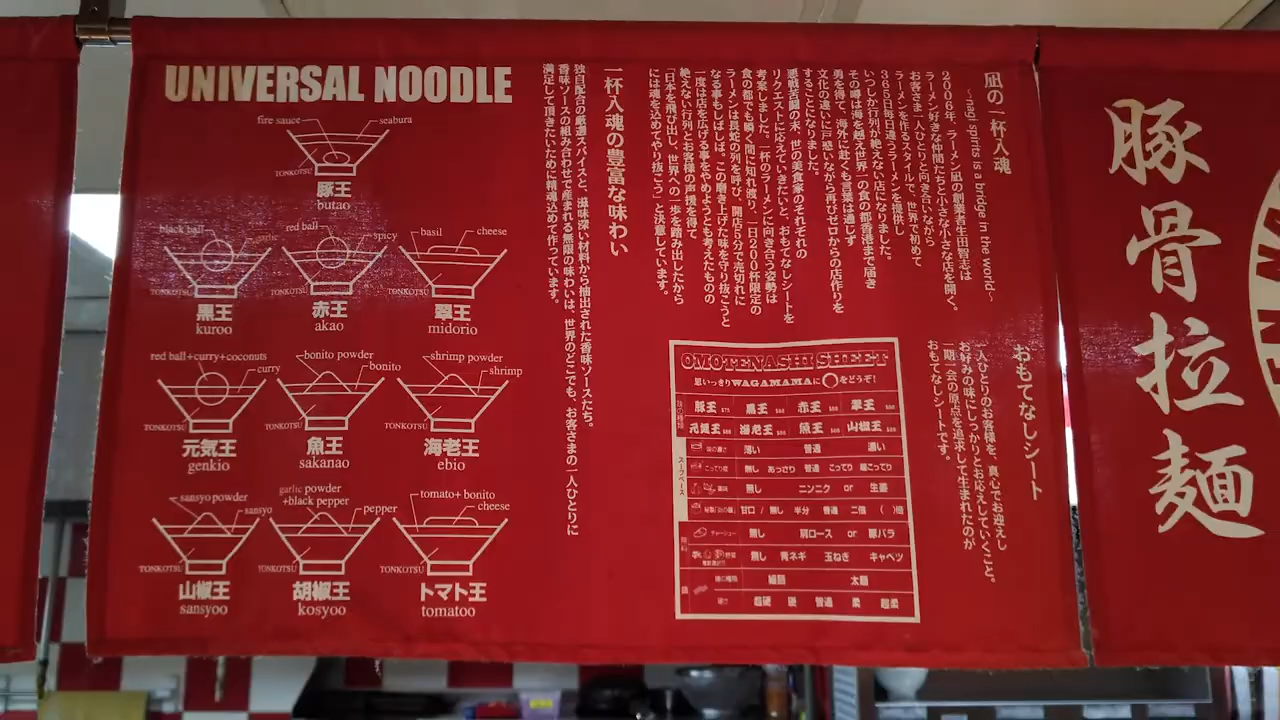 UNIVERSAL NOODLE
fire sauce
seabura
TONKOTSU
豚王
butao
black ball
garlic
TONKOTSU
黒王
kuroo
red ball
spicy
TONKOTSU
赤王
akao
basil
cheese
TONKOTSU
翠王
midorio
red ball+curry+coconuts
curry
TONKOTSU
元気王
genkio
bonito powder
bonito
TONKOTSU
魚王
sakanao
shrimp powder
shrimp
TONKOTSU
海老王
ebio
sansyo powder
sansyo
TONKOTSU
山椒王
sansyoo
garlic powder
+black pepper
pepper
TONKOTSU
胡椒王
kosyoo
tomato+ bonito
cheese
TONKOTSU
トマト王
tomatoo
凪の一杯入魂
〜nagi spirits is a bridge in the world〜
2006年、ラーメン凪の創業者生田智志は
ラーメン好きな仲間たちと小さな小さな店を開く。
お客さま一人ひとりと向き合いながら
365日毎日違うラーメンを提供し
ラーメンを作るスタイルで、世界で初めて
いつしか行列が絶えない店になりました。
その噂は海を越え世界一の食の都香港まで届き
勇を得て、海外に赴くも言葉は通じず
文化の違いに戸惑いながら再びゼロからの店作りを
することになりました。
悪戦苦闘の末、世の美食家のそれぞれの
リクエストに応えていきたいと、おもてなしシートを
考案しました。一杯のラーメンに向き合う姿勢は
食の都でも瞬く間に知れ渡り、一日200杯限定の
ラーメンは長蛇の列を呼び、開店5分で売切れに
なる事もしばしば。この磨き上げた味を守り抜こうと
一度は店を広げる事をやめようとも考えたものの
絶えない行列とお客様の声援を得て
「日本を飛び出し、世界への一歩を踏み出したから
には魂を込めてやり抜こう」と決意しています。
一杯入魂の豊富な味わい
独自配合の厳選スパイスと、滋味深い材料から抽出された香味ソースたち。
香味ソースの組み合わせで産まれる無限の味わいは、世界のどこでも、お客さまの一人ひとりに
満足して頂きたいために精魂込めて作っています。
おもてなしシート
一人ひとりのお客様を、真心でお迎えし
お好みの味にしっかりとお応えしていくこと。
一期一会の原点を追求して生まれたのが
おもてなしシートです。
OMOTENASHI SHEET
思いっきりWAGAMAMAに〇をどうぞ！
豚王 黒王 赤王 翠王
元気王 海老王 魚王 山椒王
薄い 普通 濃い
無し あっさり 普通 こってり 超こってり
無し ニンニク or 生姜
甘口 / 無し 半分 普通 二倍 ( )倍
チャーシュー 無し 肩ロース or 豚バラ
無し 青ネギ 玉ねぎ キャベツ
細麺 太麺
超硬 硬 普通 柔 超柔
豚骨拉麺